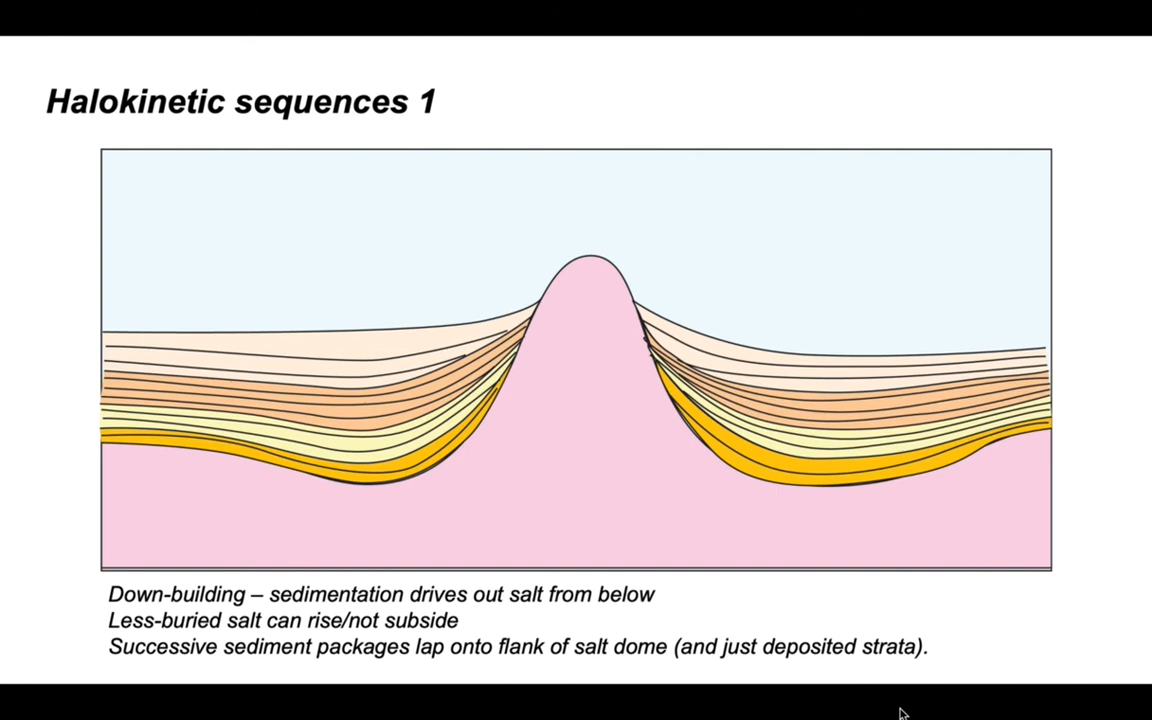 Halokinetic sequences 1
Down-building – sedimentation drives out salt from below
Less-buried salt can rise/not subside
Successive sediment packages lap onto flank of salt dome (and just deposited strata).